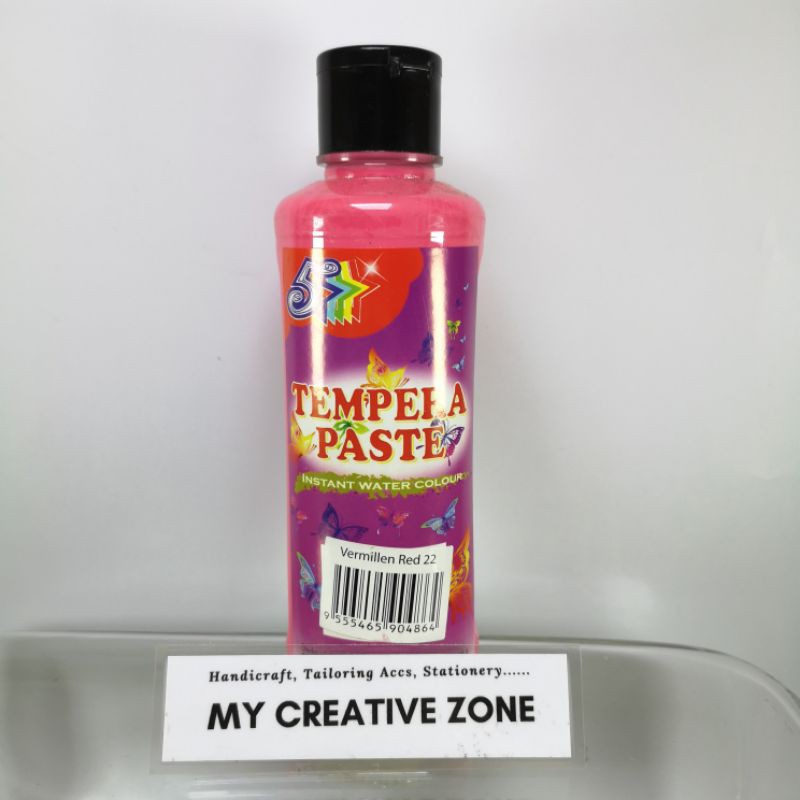 5
TEMPERA
PASTE
INSTANT WATER COLOUR
Vermillen Red 22
9 555465 904864
Handicraft, Tailoring Accs, Stationery......
MY CREATIVE ZONE